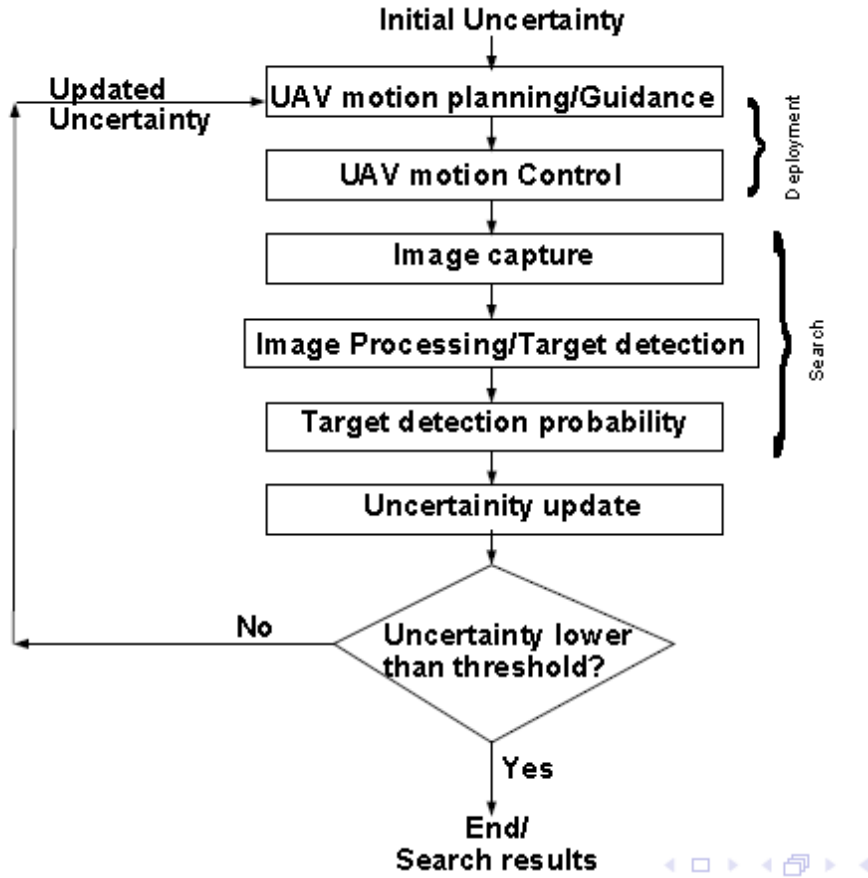 Initial Uncertainty
Updated
Uncertainty
UAV motion planning/Guidance
UAV motion Control
Deployment
Image capture
Image Processing/Target detection
Target detection probability
Search
Uncertainity update
Uncertainty lower
than threshold?
No
Yes
End/
Search results